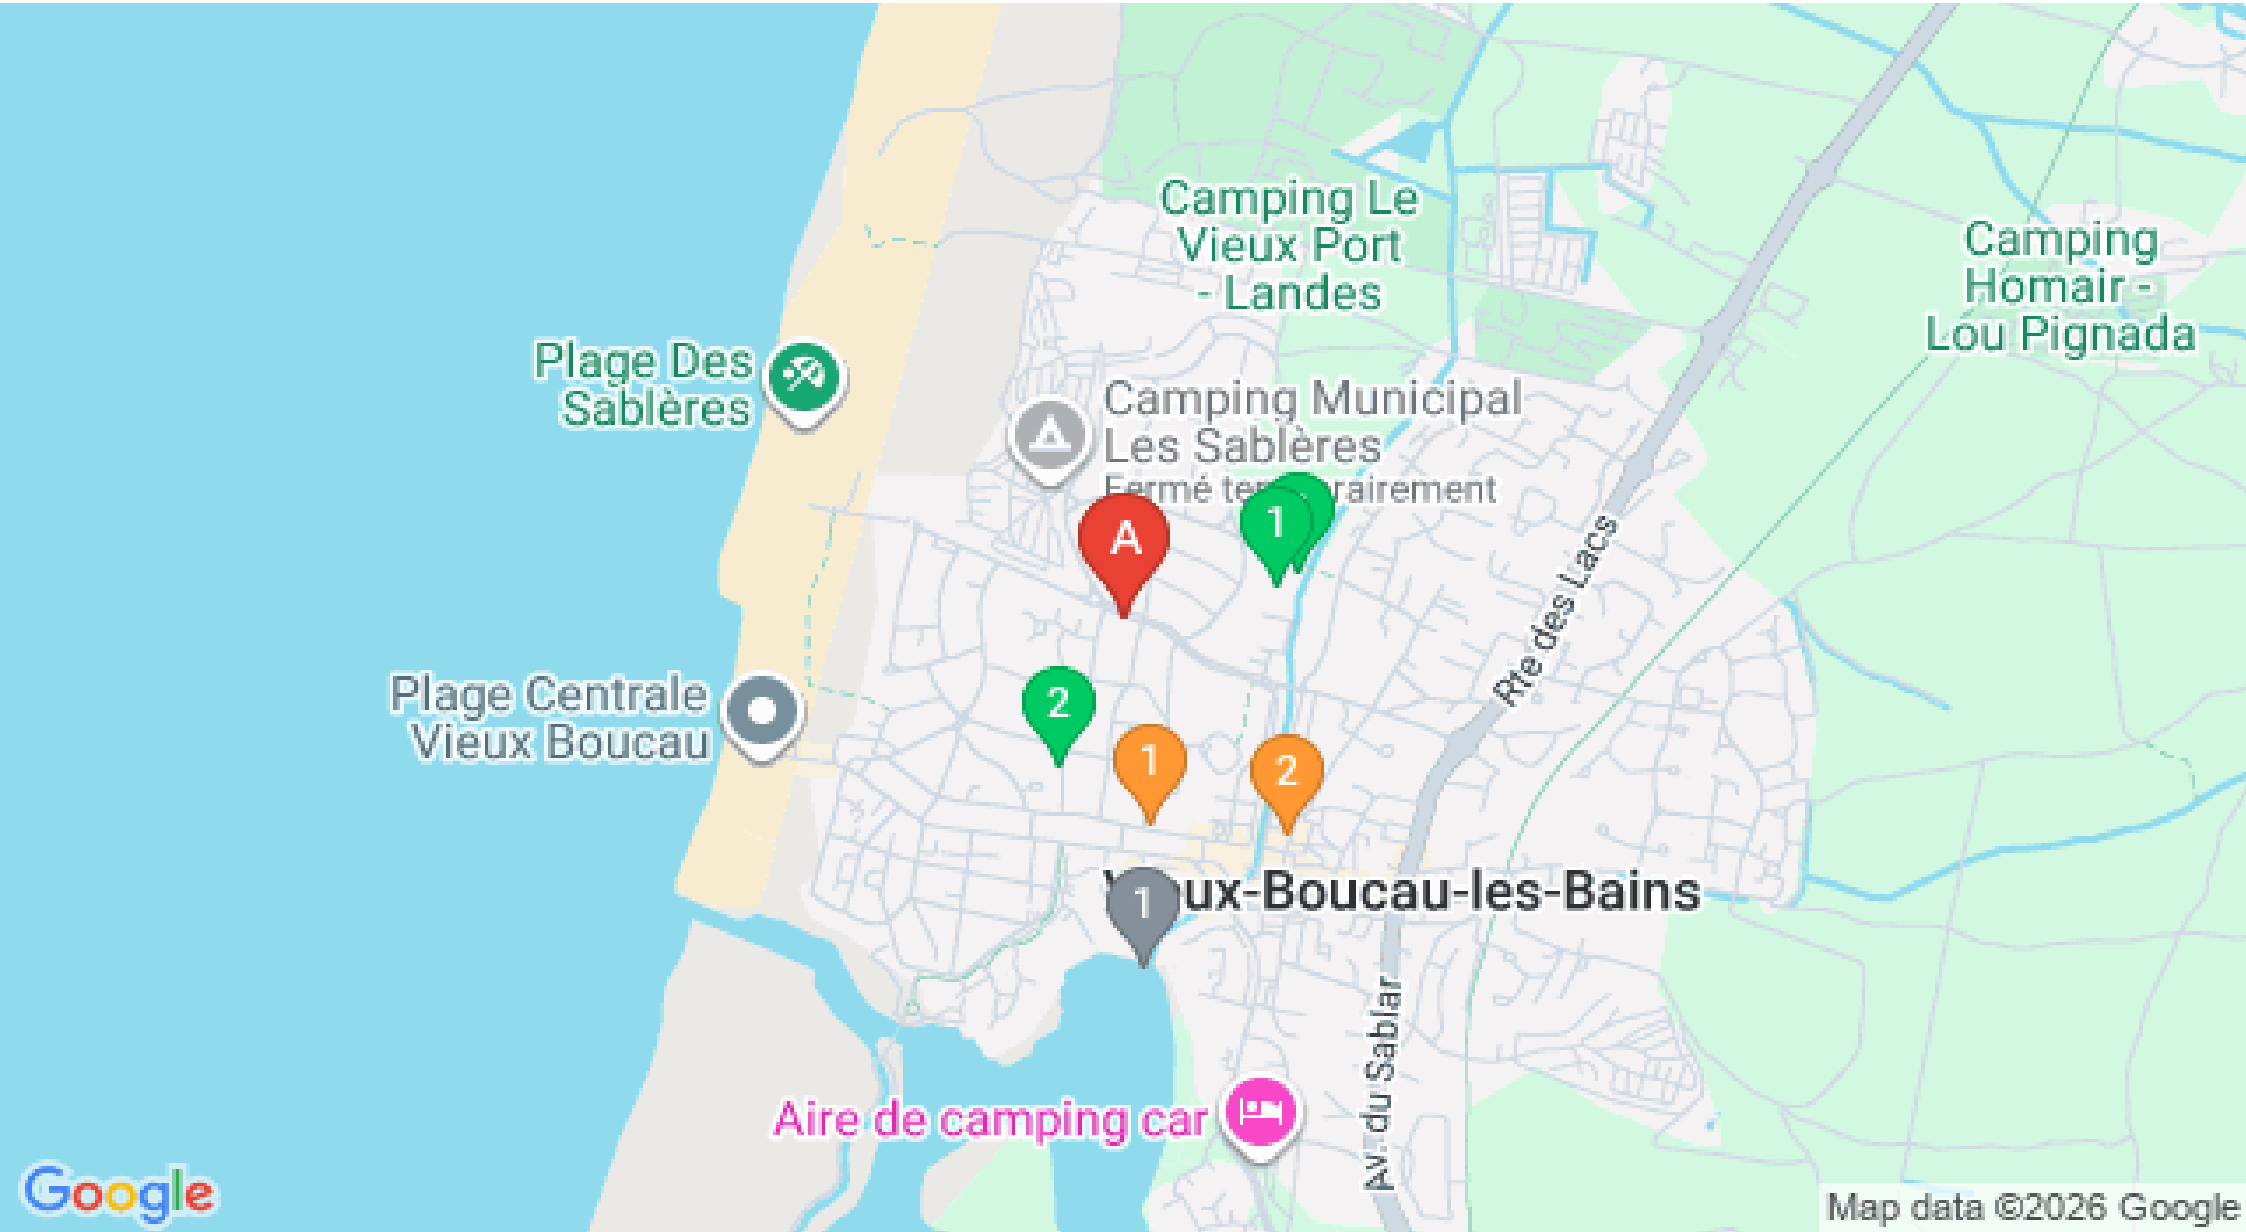 Camping Le
Vieux Port
- Landes
Camping
Homair -
Lou Pignada
Plage Des
Sablères
Camping Municipal
Les Sablères
Fermé
A
1
Rte des Lacs
2
Plage Centrale
Vieux Boucau
1
2
1
-Boucau-les-Bains
Av. du Sablar
Aire de camping car
Google
Map data ©2026 Google